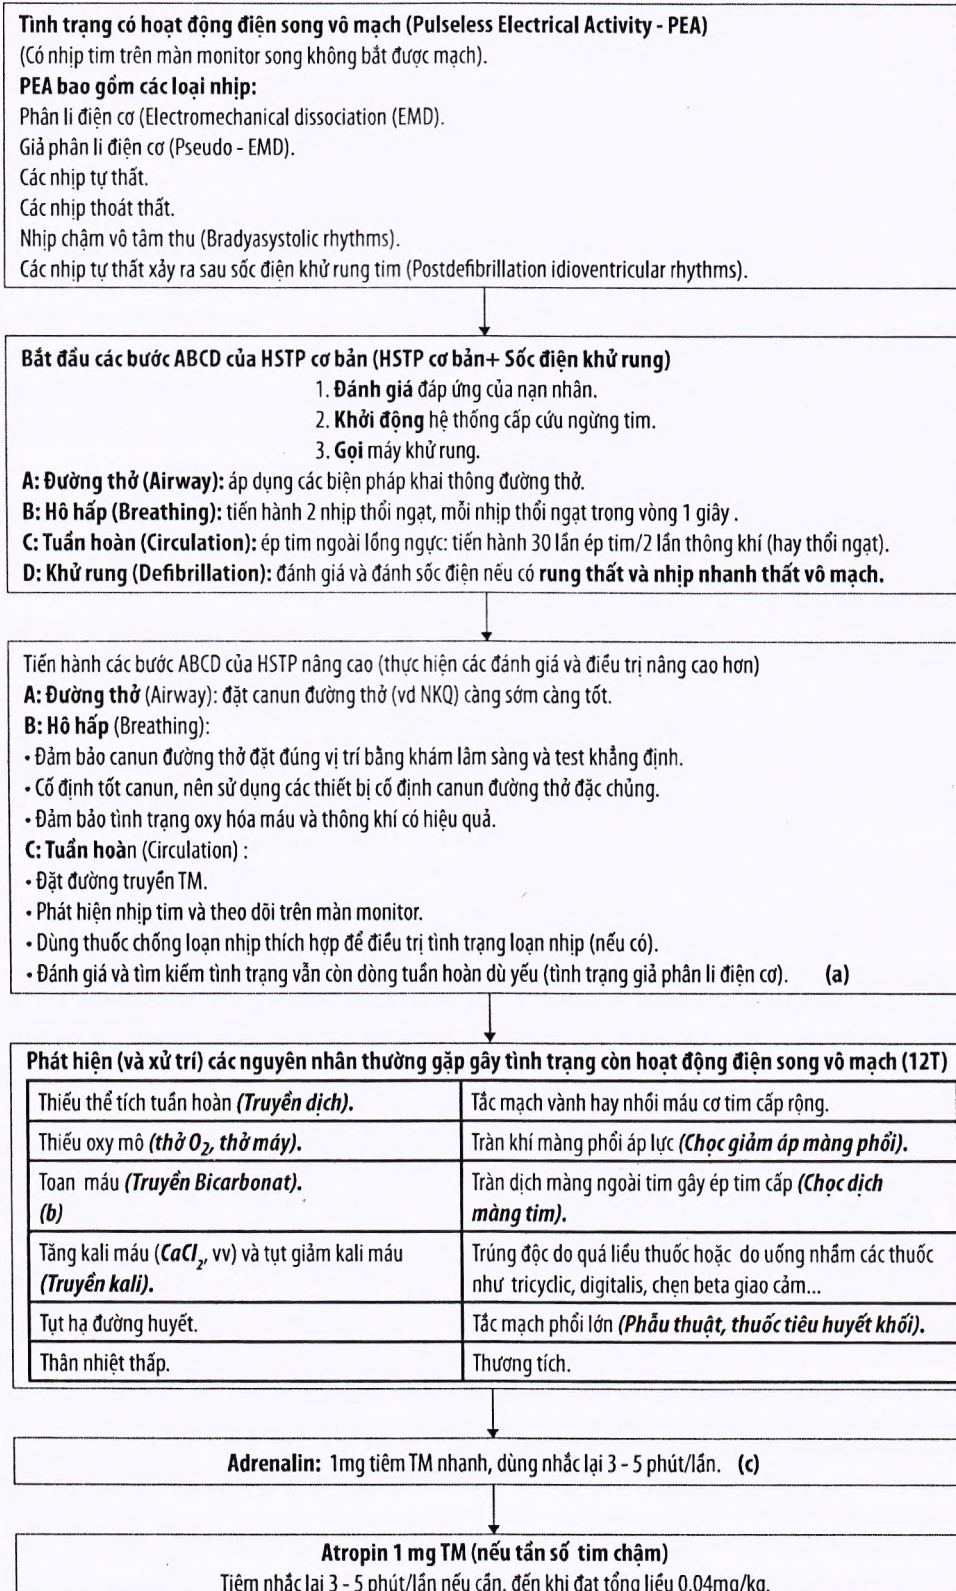 Tình trạng có hoạt động điện song vô mạch (Pulseless Electrical Activity - PEA)
(Có nhịp tim trên màn monitor song không bắt được mạch).
PEA bao gồm các loại nhịp:
Phân li điện cơ (Electromechanical dissociation (EMD).
Giả phân li điện cơ (Pseudo - EMD).
Các nhịp tự thất.
Các nhịp thoát thất.
Nhịp chậm vô tâm thu (Bradyasystolic rhythms).
Các nhịp tự thất xảy ra sau sốc điện khử rung tim (Postdefibrillation idioventricular rhythms).
Bắt đầu các bước ABCD của HSTP cơ bản (HSTP cơ bản+ Sốc điện khử rung)
1. Đánh giá đáp ứng của nạn nhân.
2. Khởi động hệ thống cấp cứu ngừng tim.
3. Gọi máy khử rung.
A: Đường thở (Airway): áp dụng các biện pháp khai thông đường thở.
B: Hô hấp (Breathing): tiến hành 2 nhịp thổi ngạt, mỗi nhịp thổi ngạt trong vòng 1 giây .
C: Tuần hoàn (Circulation): ép tim ngoài lồng ngực: tiến hành 30 lần ép tim/2 lần thông khí (hay thổi ngạt).
D: Khử rung (Defibrillation): đánh giá và đánh sốc điện nếu có rung thất và nhịp nhanh thất vô mạch.
Tiến hành các bước ABCD của HSTP nâng cao (thực hiện các đánh giá và điều trị nâng cao hơn)
A: Đường thở (Airway): đặt canun đường thở (vd NKQ) càng sớm càng tốt.
B: Hô hấp (Breathing):
• Đảm bảo canun đường thở đặt đúng vị trí bằng khám lâm sàng và test khẳng định.
• Cố định tốt canun, nên sử dụng các thiết bị cố định canun đường thở đặc chủng.
• Đảm bảo tình trạng oxy hóa máu và thông khí có hiệu quả.
C: Tuần hoàn (Circulation) :
• Đặt đường truyền TM.
• Phát hiện nhịp tim và theo dõi trên màn monitor.
• Dùng thuốc chống loạn nhịp thích hợp để điều trị tình trạng loạn nhịp (nếu có).
• Đánh giá và tìm kiếm tình trạng vẫn còn dòng tuần hoàn dù yếu (tình trạng giả phân li điện cơ). (a)
Phát hiện (và xử trí) các nguyên nhân thường gặp gây tình trạng còn hoạt động điện song vô mạch (12T)
Thiếu thể tích tuần hoàn (Truyền dịch). Tắc mạch vành hay nhồi máu cơ tim cấp rộng.
Thiếu oxy mô (thở O2, thở máy). Tràn khí màng phổi áp lực (Chọc giảm áp màng phổi).
Toan máu (Truyền Bicarbonat). Tràn dịch màng ngoài tim gây ép tim cấp (Chọc dịch
(b) màng tim).
Tăng kali máu (CaCl2, vv) và tụt giảm kali máu Trúng độc do quá liều thuốc hoặc do uống nhầm các thuốc
(Truyền kali). như tricyclic, digitalis, chẹn beta giao cảm...
Tụt hạ đường huyết. Tắc mạch phổi lớn (Phẫu thuật, thuốc tiêu huyết khối).
Thân nhiệt thấp. Thương tích.
Adrenalin: 1mg tiêm TM nhanh, dùng nhắc lại 3 - 5 phút/lần. (c)
Atropin 1 mg TM (nếu tần số tim chậm)
Tiêm nhắc lại 3 - 5 phút/lần nếu cần, đến khi đạt tổng liều 0,04mg/kg.